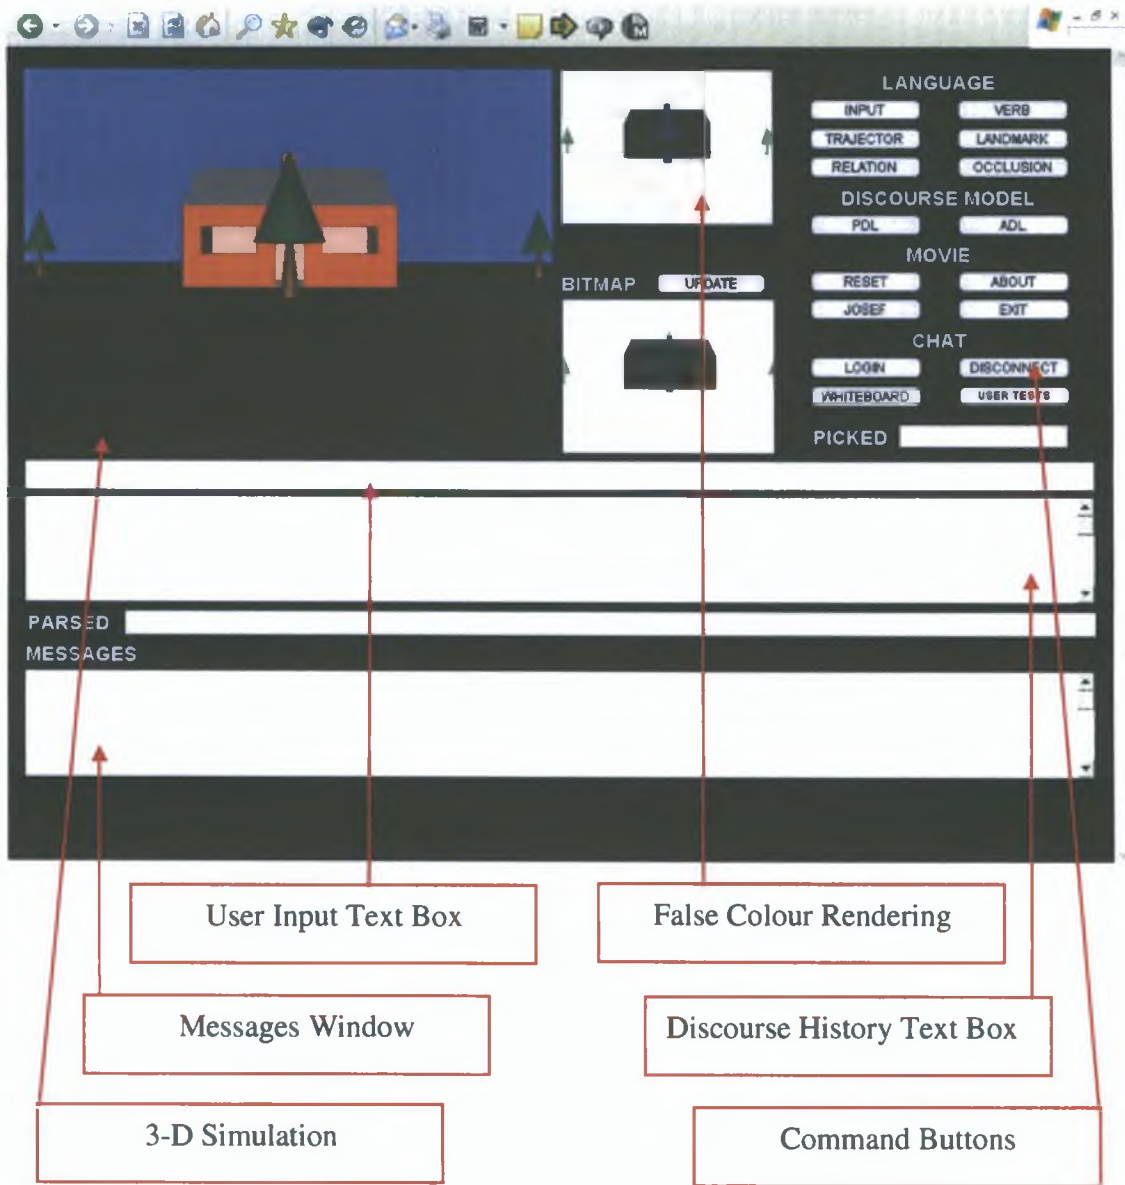 LANGUAGE
INPUT VERB
TRAJECTOR LANDMARK
RELATION OCCLUSION
DISCOURSE MODEL
PDL ADL
MOVIE
BITMAP UPDATE RESET ABOUT
JOSEF EXIT
CHAT
LOGIN DISCONNECT
WHITEBOARD USER TESTS
PICKED
PARSED
MESSAGES
User Input Text Box False Colour Rendering
Messages Window Discourse History Text Box
3-D Simulation Command Buttons